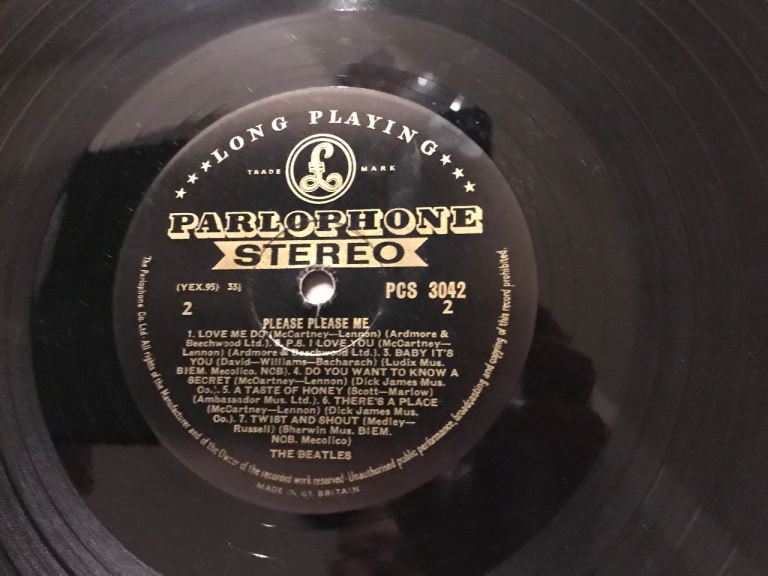 ★★★LONG PLAYING★★★
TRADE £ MARK
PARLOPHONE
STEREO
(YEX.95) 33⅓
PCS 3042
2
2
PLEASE PLEASE ME
1. LOVE ME DO (McCartney—Lennon) (Ardmore &
Beechwood Ltd.). 2. P.S. I LOVE YOU (McCartney—
Lennon) (Ardmore & Beechwood Ltd.) 3. BABY IT'S
YOU (David—Williams—Bacharach) (Ludix Mus.
BIEM. Mecolico. NCB). 4. DO YOU WANT TO KNOW A
SECRET (McCartney—Lennon) (Dick James Mus.
Co.). 5. A TASTE OF HONEY (Scott—Marlow)
(Ambassador Mus. Ltd.). 6. THERE'S A PLACE
(McCartney—Lennon) (Dick James Mus.
Co.). 7. TWIST AND SHOUT (Medley—
Russell) (Sherwin Mus. BIEM.
NCB. Mecolico)
THE BEATLES
The Parlophone Co. Ltd. All rights of the Manufacturer and of the Owner of the recorded work reserved · Unauthorised public performance, broadcasting and copying of this record prohibited.
MADE IN GT. BRITAIN